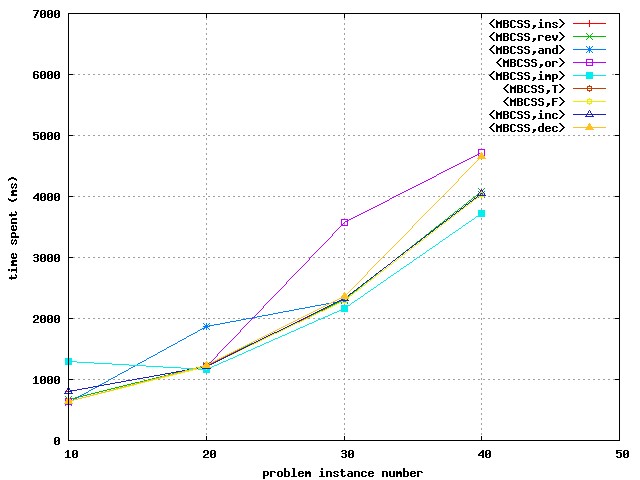 7000
6000
5000
4000
3000
2000
1000
0
time spent (ms)
<MBCSS,ins>
<MBCSS,rev>
<MBCSS,and>
<MBCSS,or>
<MBCSS,imp>
<MBCSS,T>
<MBCSS,F>
<MBCSS,inc>
<MBCSS,dec>
10 20 30 40 50
problem instance number